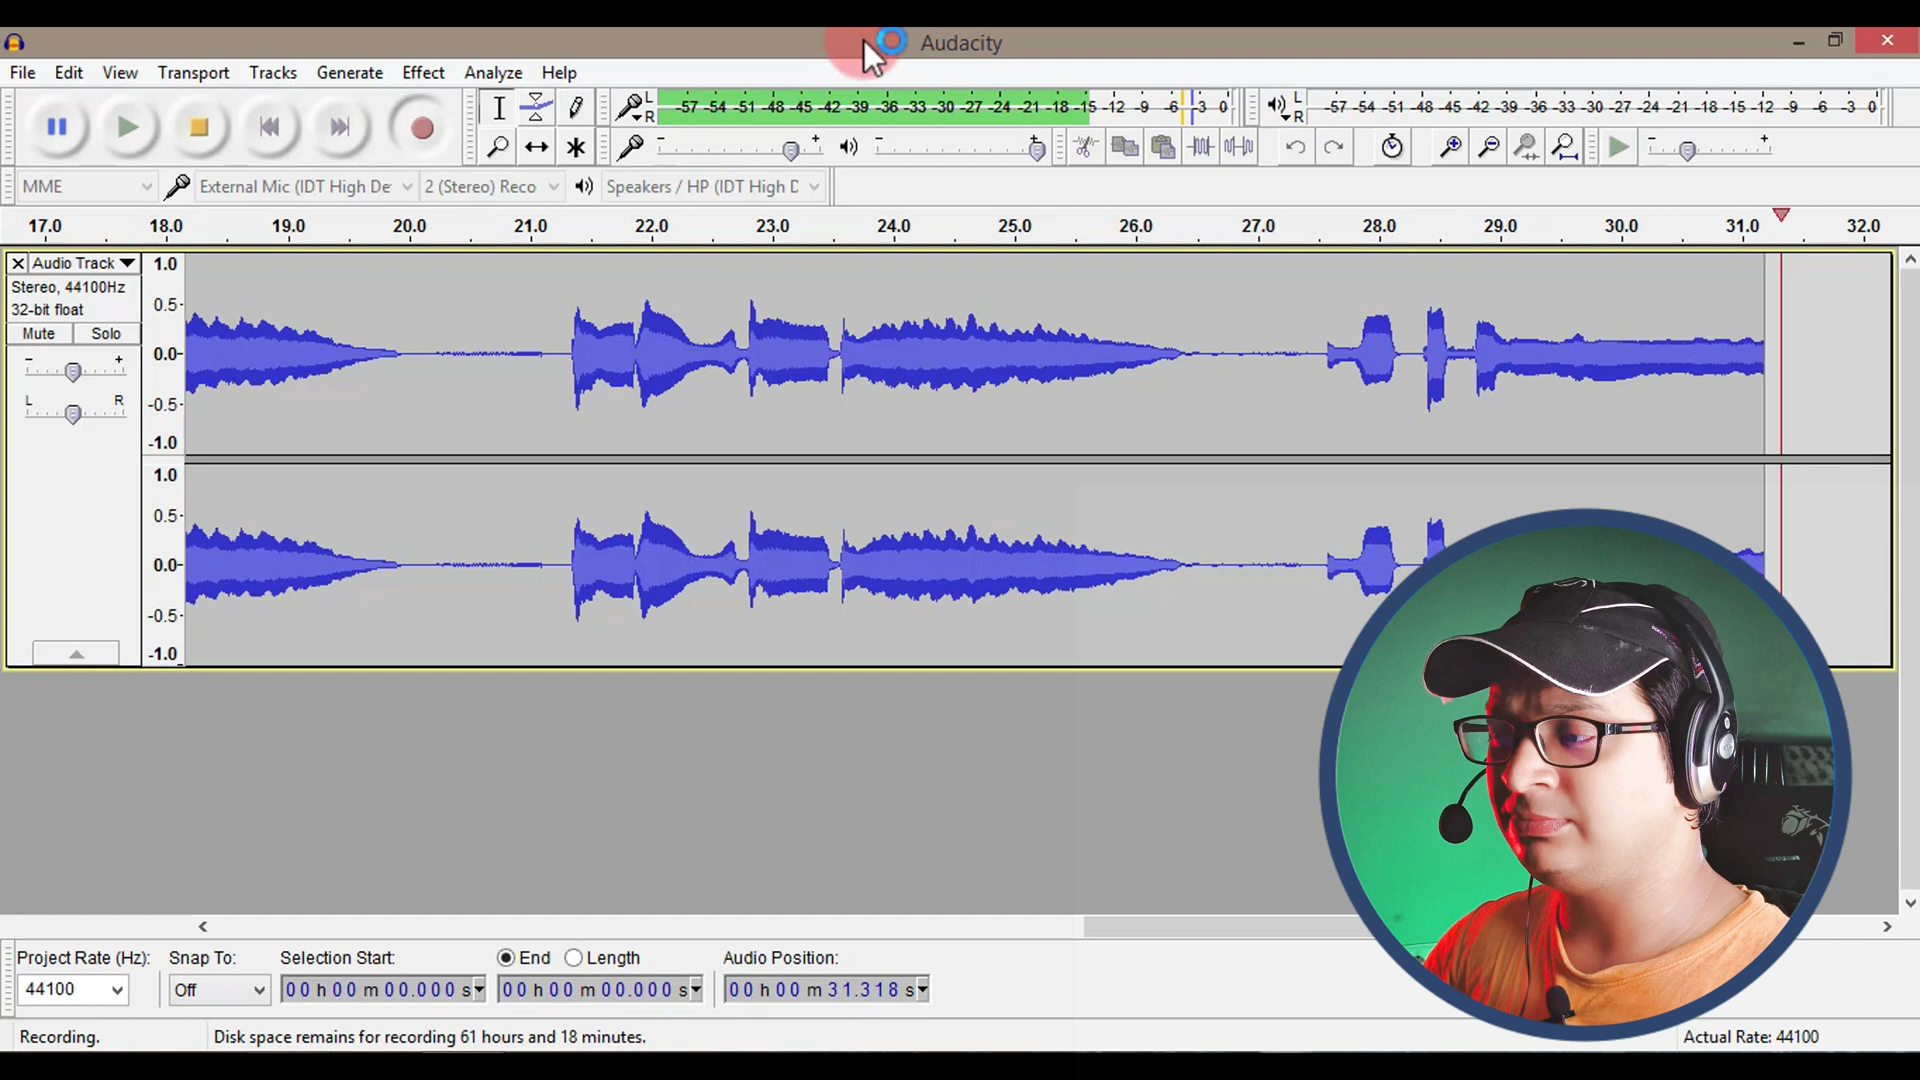 Audacity
File Edit View Transport Tracks Generate Effect Analyze Help
L R -57 -54 -51 -48 -45 -42 -39 -36 -33 -30 -27 -24 -21 -18 -15 -12 -9 -6 -3 0 L R -57 -54 -51 -48 -45 -42 -39 -36 -33 -30 -27 -24 -21 -18 -15 -12 -9 -6 -3 0
MME External Mic (IDT High De 2 (Stereo) Reco Speakers / HP (IDT High D
17.0 18.0 19.0 20.0 21.0 22.0 23.0 24.0 25.0 26.0 27.0 28.0 29.0 30.0 31.0 32.0
Audio Track 1.0
Stereo, 44100Hz
32-bit float
0.5
Mute Solo
0.0
L R
-0.5
-1.0
1.0
0.5
0.0
-0.5
-1.0
Project Rate (Hz): Snap To: Selection Start: End Length Audio Position:
44100 Off 00 h 00 m 00.000 s 00 h 00 m 00.000 s 00 h 00 m 31.318 s
Recording. Disk space remains for recording 61 hours and 18 minutes. Actual Rate: 44100